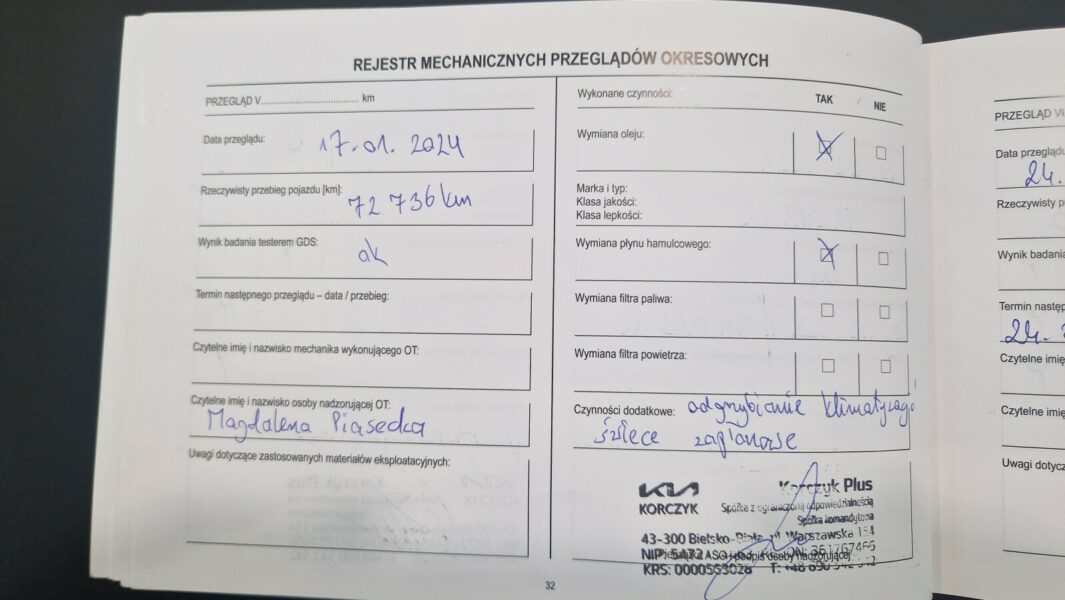 REJESTR MECHANICZNYCH PRZEGLĄDÓW OKRESOWYCH
PRZEGLĄD V.................................... km
Data przeglądu: 17.01.2024
Rzeczywisty przebieg pojazdu [km]: 72 736 km
Wynik badania testerem GDS: ok
Termin następnego przeglądu – data / przebieg:
Czytelne imię i nazwisko mechanika wykonującego OT:
Czytelne imię i nazwisko osoby nadzorującej OT:
Magdalena Piasecka
Uwagi dotyczące zastosowanych materiałów eksploatacyjnych:
Wykonane czynności: TAK NIE
Wymiana oleju:
Marka i typ:
Klasa jakości:
Klasa lepkości:
Wymiana płynu hamulcowego:
Wymiana filtra paliwa:
Wymiana filtra powietrza:
Czynności dodatkowe: odgrzybianie
świece zapłonowe
KIA Korczyk Plus
KORCZYK Spółka z ograniczoną odpowiedzialnością
Spółka komandytowa
43-300 Bielsko-Biała, ul. Warszawska 154
NIP: 5472
KRS: 0000553028
32
PRZEGLĄD VI
Data przeglądu
24.
Rzeczywisty p
Wynik badania
Termin następ
24.
Czytelne imię
Czytelne imię
Uwagi dotycz